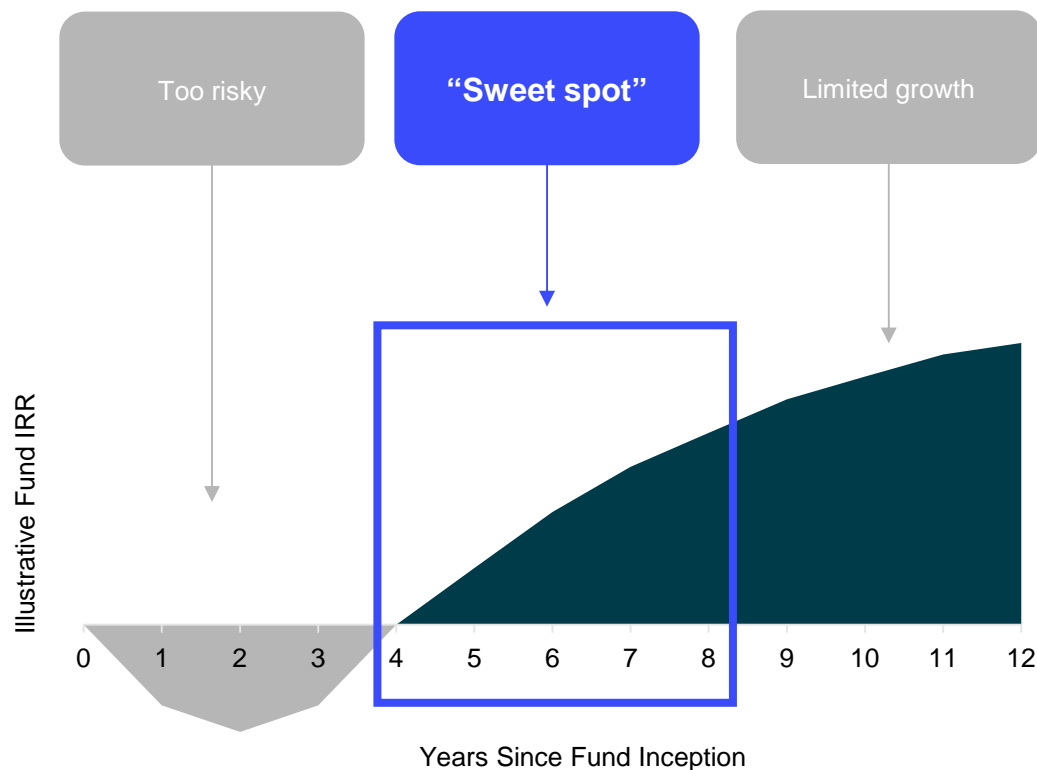 Too risky
“Sweet spot”
Limited growth
Illustrative Fund IRR
0 1 2 3 4 5 6 7 8 9 10 11 12
Years Since Fund Inception